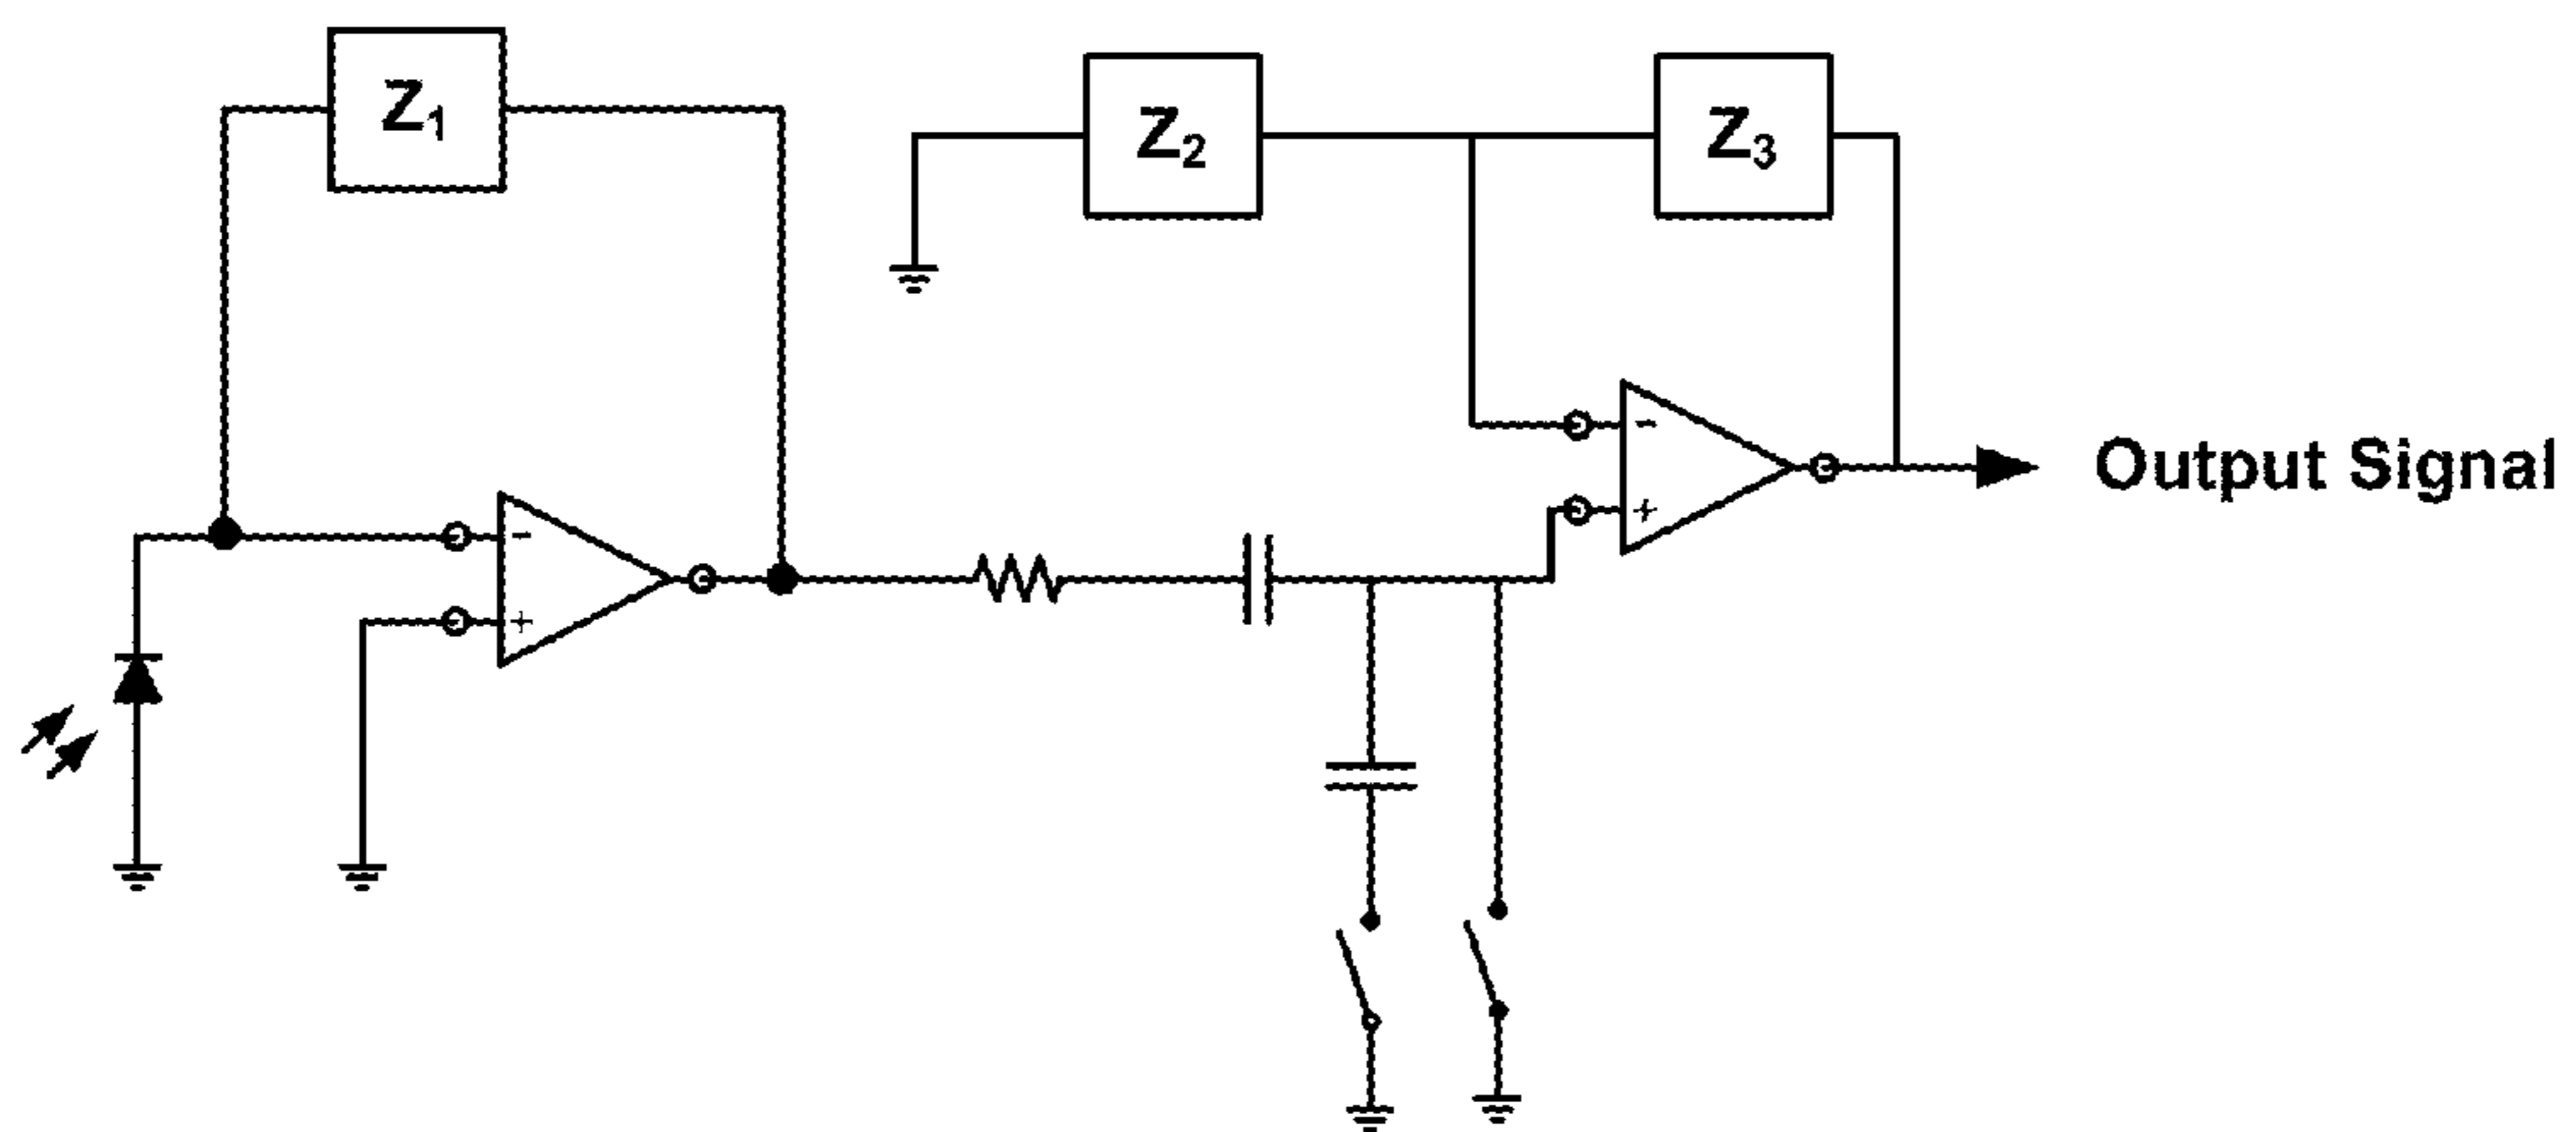 Z₁
Z₂
Z₃
-
+
-
+
Output Signal